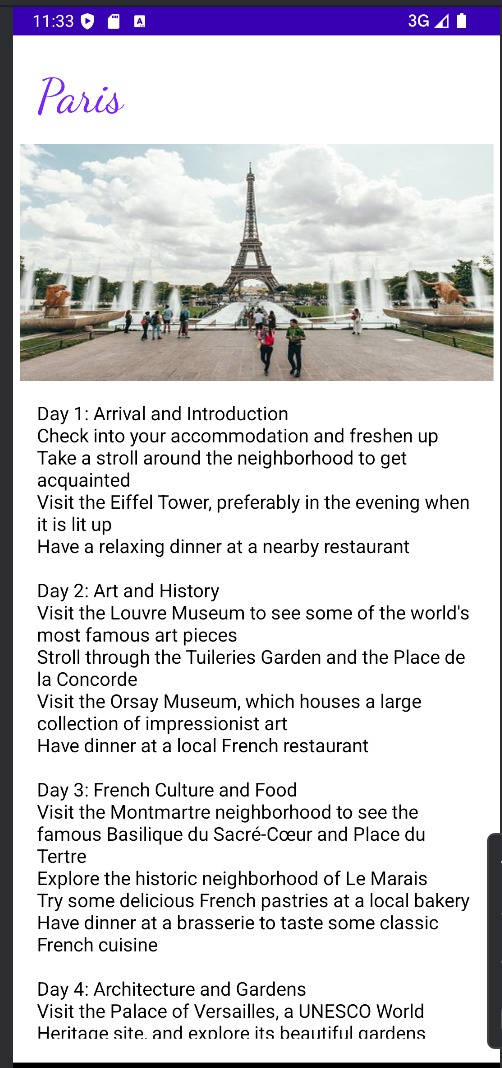 11:33
A
3G
Paris
Day 1: Arrival and Introduction
Check into your accommodation and freshen up
Take a stroll around the neighborhood to get
acquainted
Visit the Eiffel Tower, preferably in the evening when
it is lit up
Have a relaxing dinner at a nearby restaurant
Day 2: Art and History
Visit the Louvre Museum to see some of the world's
most famous art pieces
Stroll through the Tuileries Garden and the Place de
la Concorde
Visit the Orsay Museum, which houses a large
collection of impressionist art
Have dinner at a local French restaurant
Day 3: French Culture and Food
Visit the Montmartre neighborhood to see the
famous Basilique du Sacré-Cœur and Place du
Tertre
Explore the historic neighborhood of Le Marais
Try some delicious French pastries at a local bakery
Have dinner at a brasserie to taste some classic
French cuisine
Day 4: Architecture and Gardens
Visit the Palace of Versailles, a UNESCO World
Heritage site, and explore its beautiful gardens